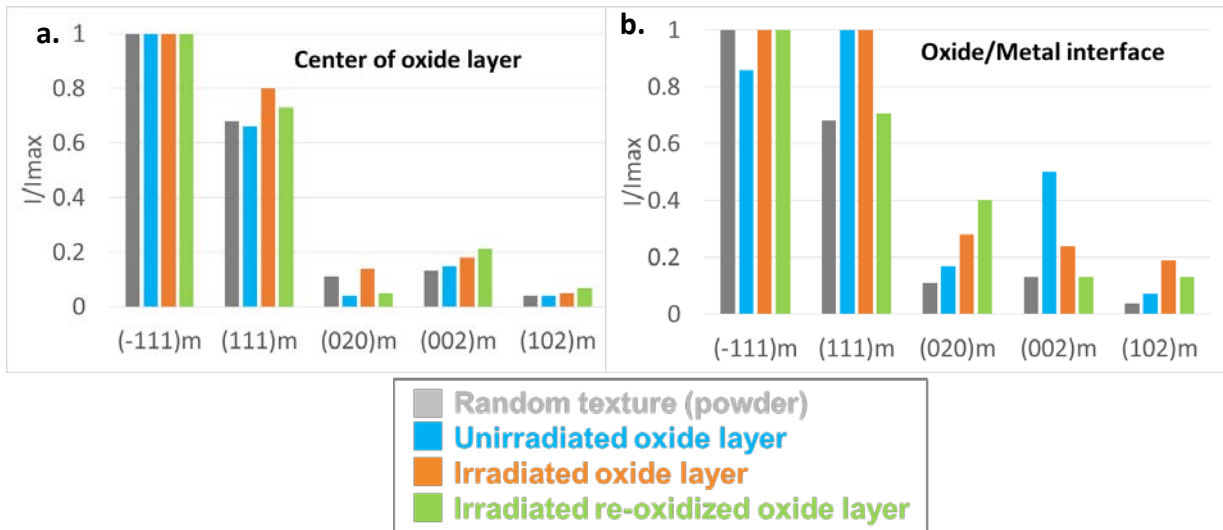 a.
Center of oxide layer
I/Imax
1
0.8
0.6
0.4
0.2
0
(-111)m (111)m (020)m (002)m (102)m
b.
Oxide/Metal interface
I/Imax
1
0.8
0.6
0.4
0.2
0
(-111)m (111)m (020)m (002)m (102)m
Random texture (powder)
Unirradiated oxide layer
Irradiated oxide layer
Irradiated re-oxidized oxide layer